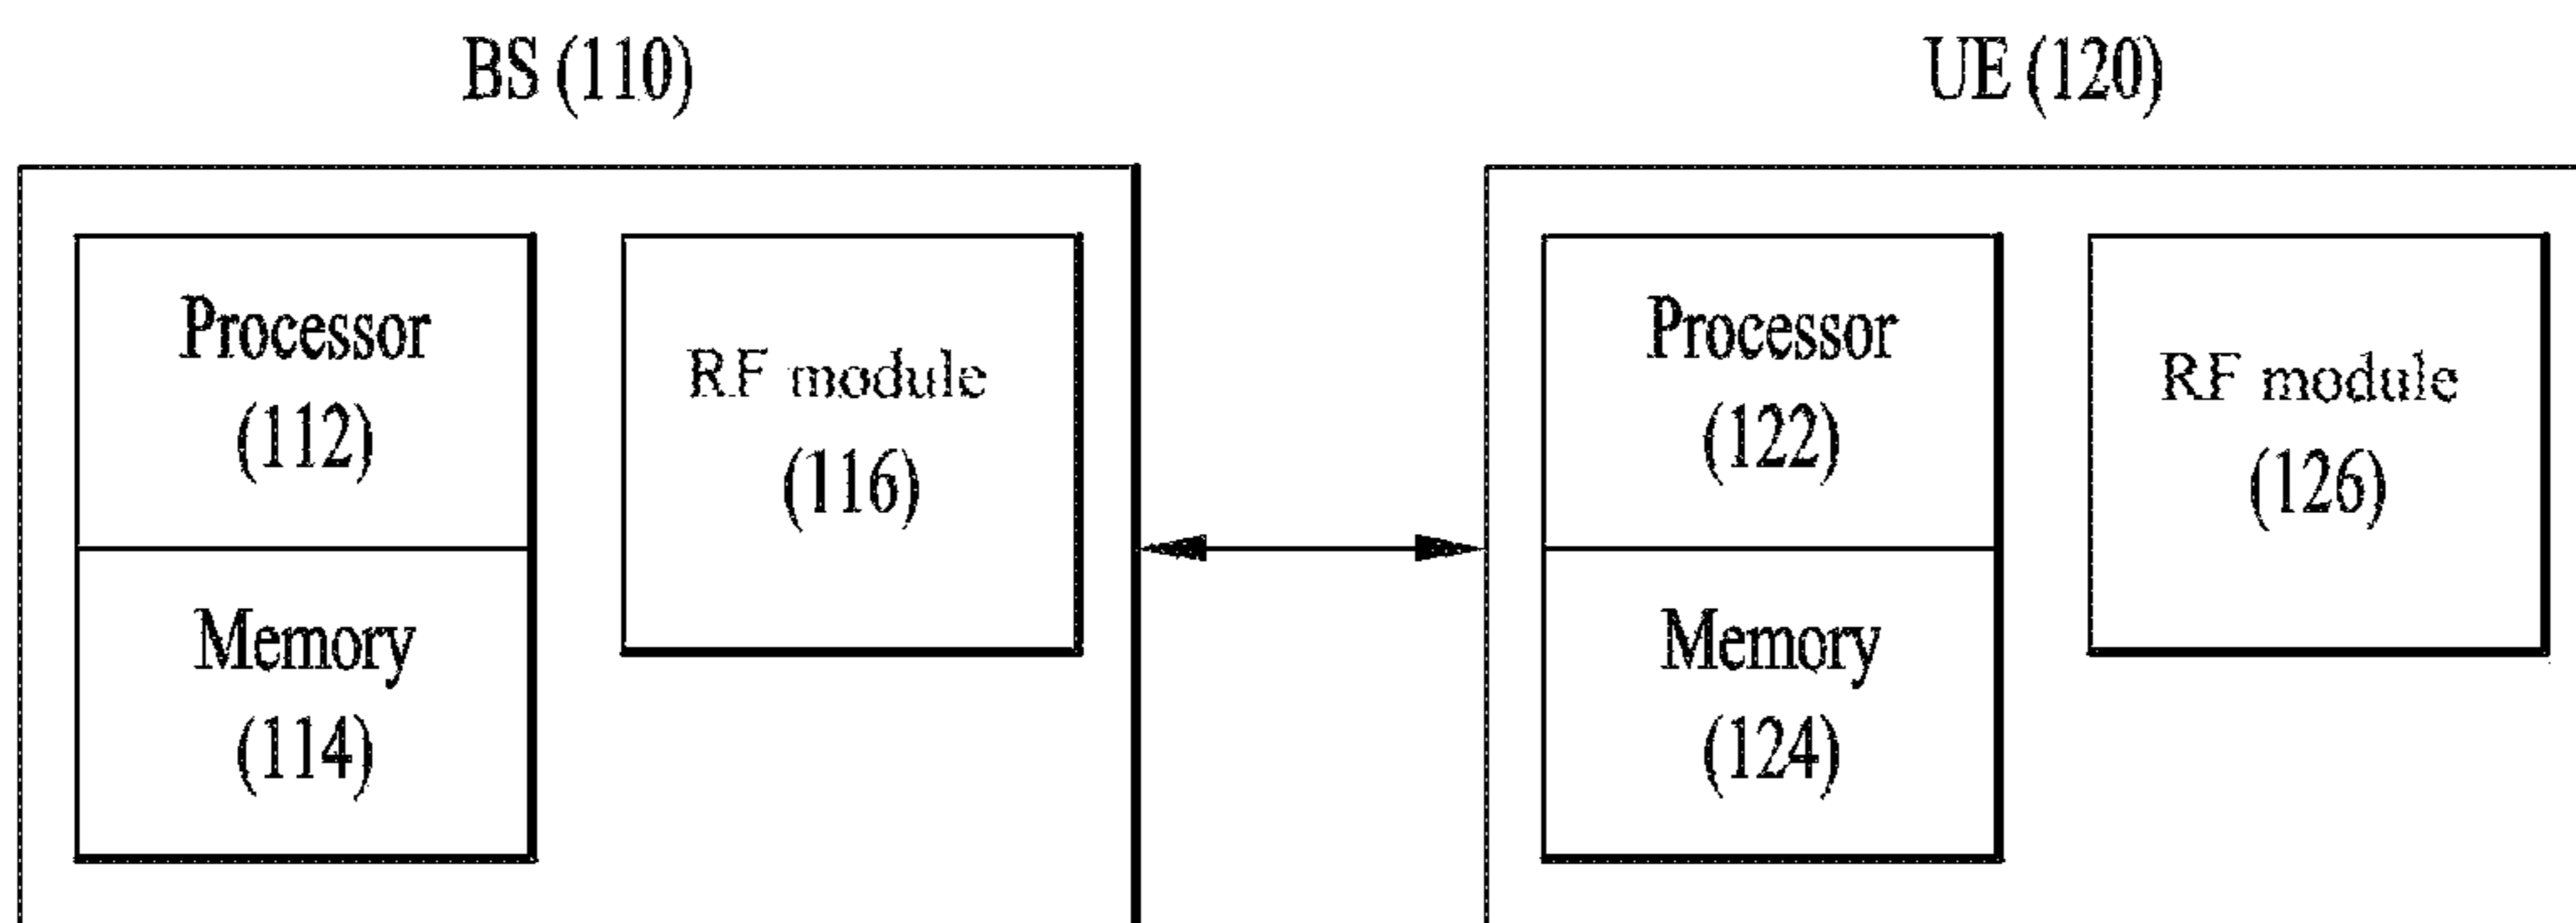 BS (110)
Processor
(112)
Memory
(114)
RF module
(116)
UE (120)
Processor
(122)
Memory
(124)
RF module
(126)